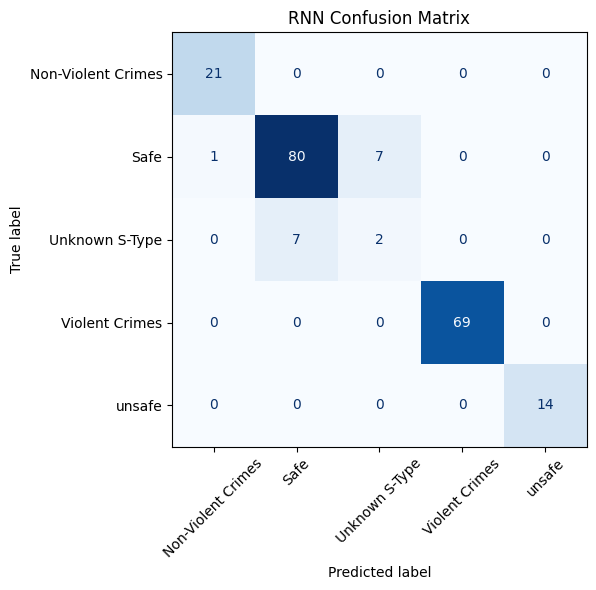 RNN Confusion Matrix
True label
Non-Violent Crimes 21 0 0 0 0
Safe 1 80 7 0 0
Unknown S-Type 0 7 2 0 0
Violent Crimes 0 0 0 69 0
unsafe 0 0 0 0 14
Non-Violent Crimes Safe Unknown S-Type Violent Crimes unsafe
Predicted label